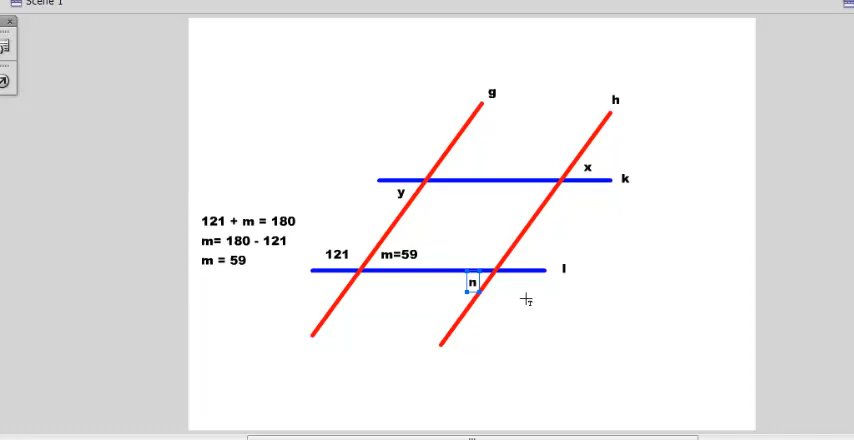 Scene 1
g
h
x
k
y
121 + m = 180
m= 180 - 121
m = 59
121 m=59
l
n